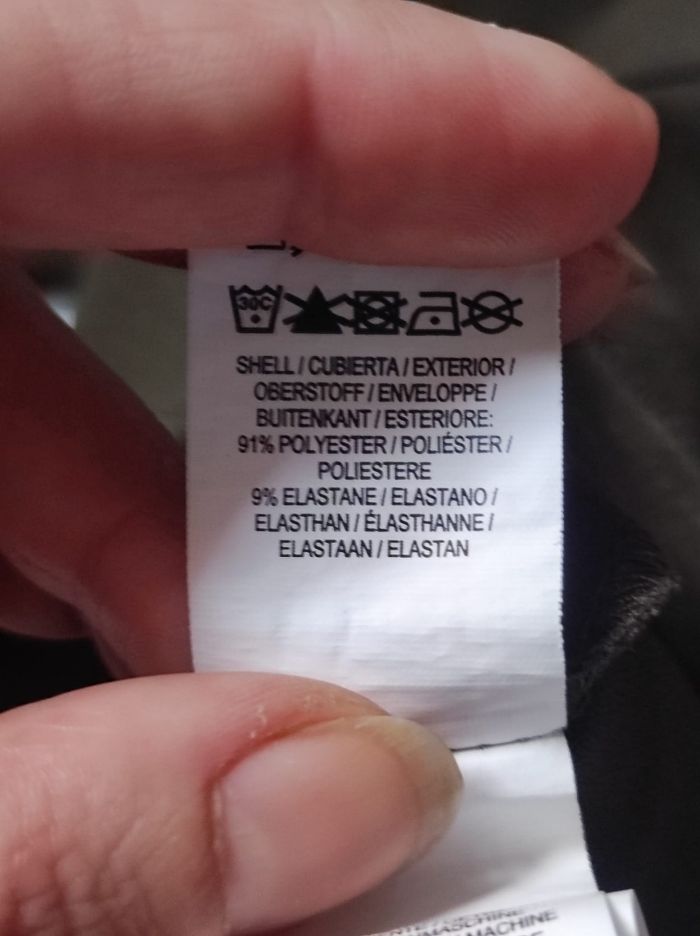 30C
SHELL / CUBIERTA / EXTERIOR /
OBERSTOFF / ENVELOPPE /
BUITENKANT / ESTERIORE:
91% POLYESTER / POLIÉSTER /
POLIESTERE
9% ELASTANE / ELASTANO /
ELASTHAN / ÉLASTHANNE /
ELASTAAN / ELASTAN
MACHINE